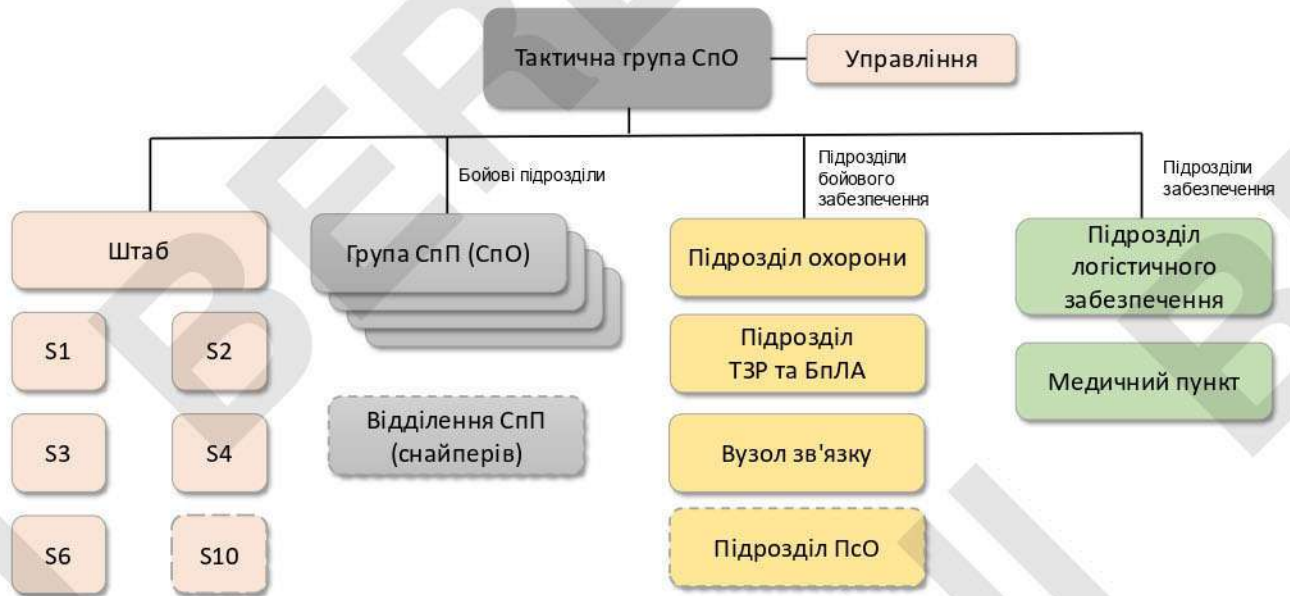 Тактична група СпО
Управління
Бойові підрозділи
Підрозділи
бойового
забезпечення
Підрозділи
забезпечення
Штаб
S1
S2
S3
S4
S6
S10
Група СпП (СпО)
Відділення СпП
(снайперів)
Підрозділ охорони
Підрозділ
ТЗР та БпЛА
Вузол зв'язку
Підрозділ ПсО
Підрозділ
логістичного
забезпечення
Медичний пункт